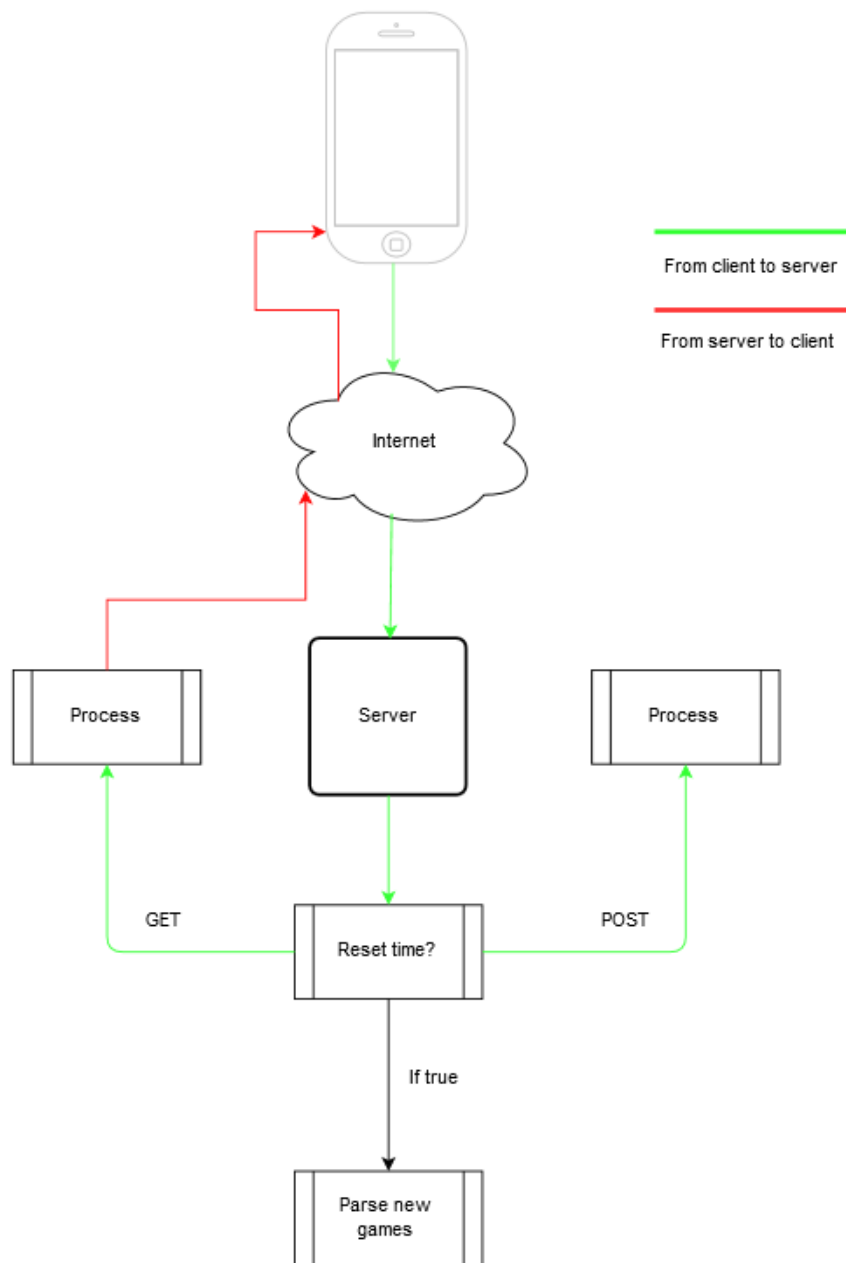 From client to server
From server to client
Internet
Process
Server
Process
GET
POST
Reset time?
If true
Parse new
games